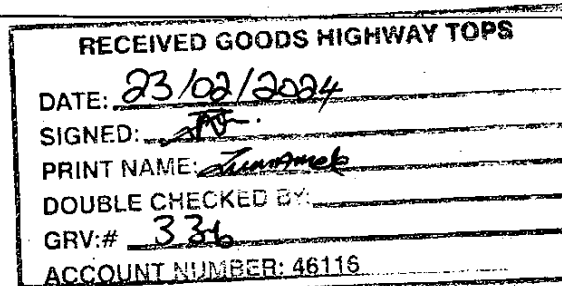 RECEIVED GOODS HIGHWAY TOPS
DATE: 23/02/2024
SIGNED:
PRINT NAME:
DOUBLE CHECKED BY:
GRV:# 336
ACCOUNT NUMBER: 46116